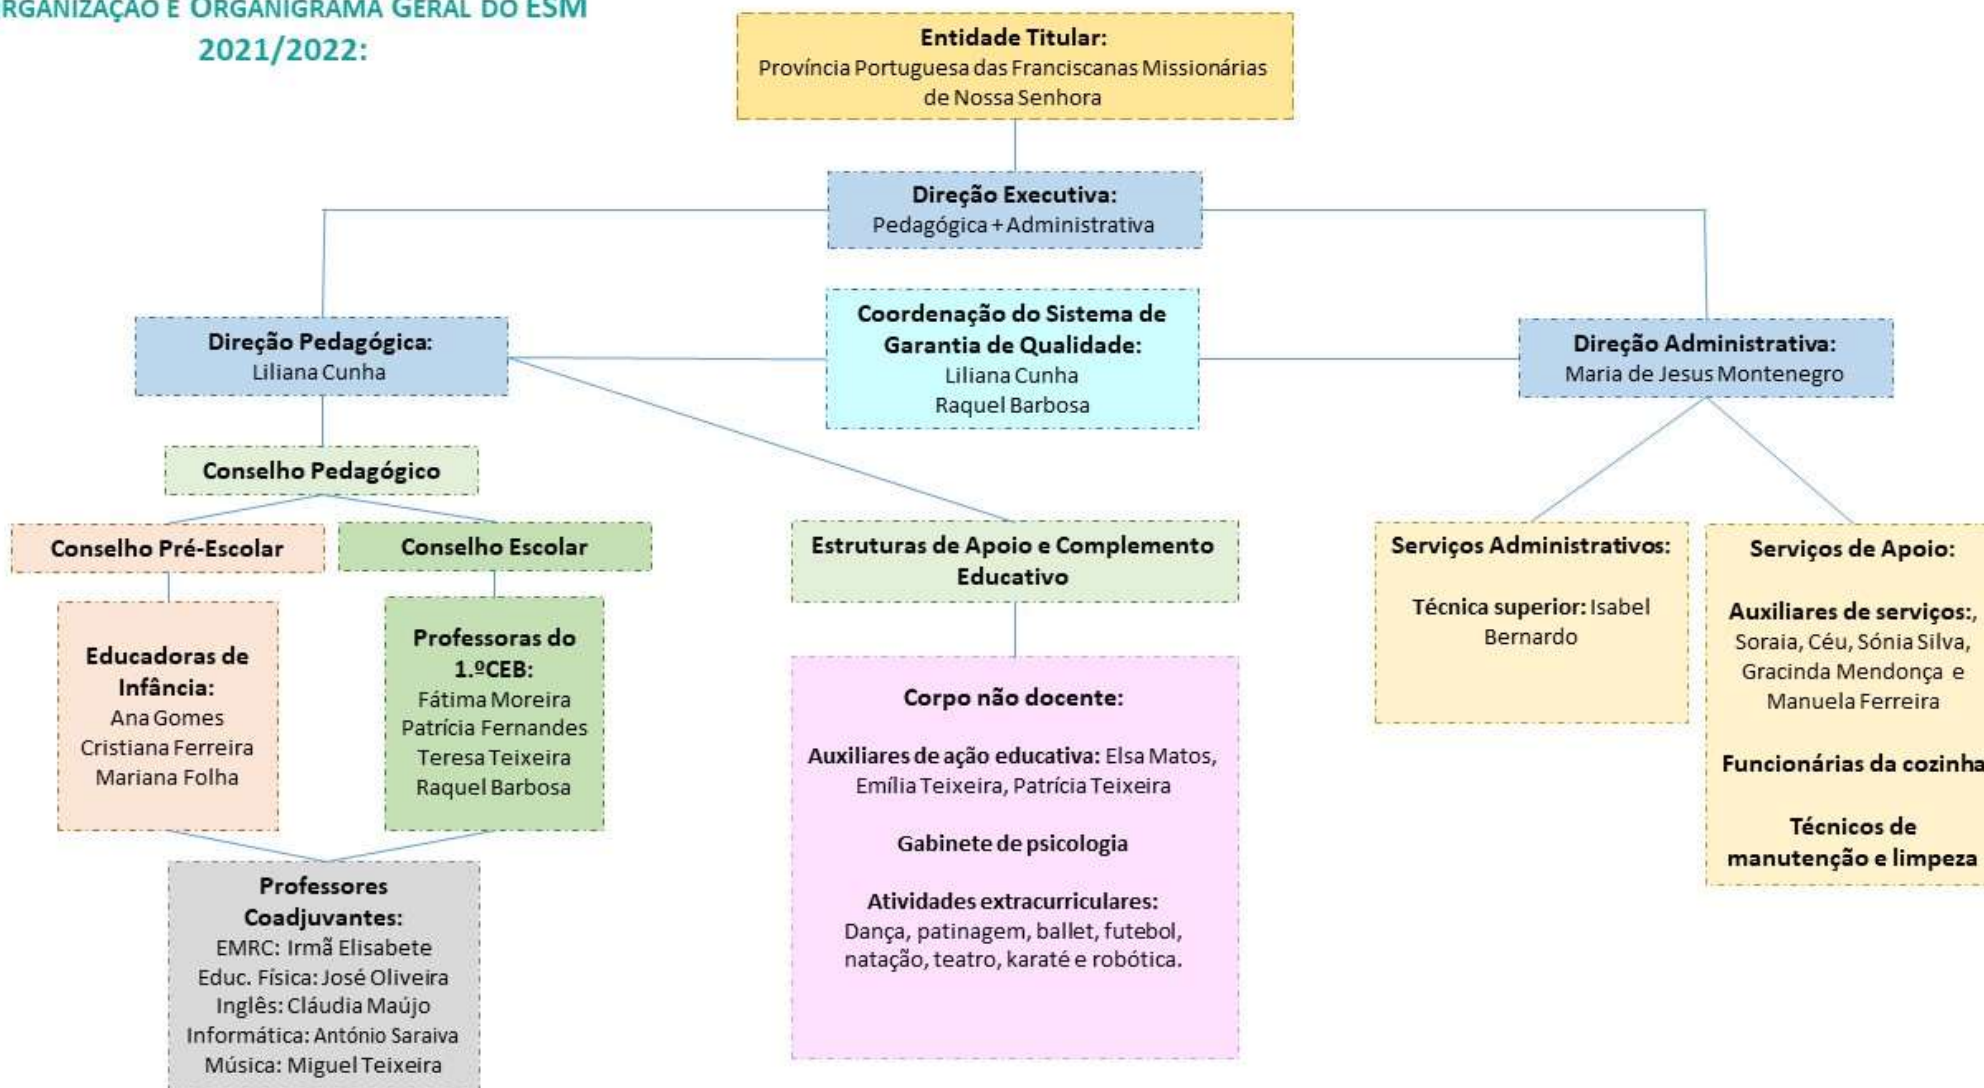 RGANIZAÇÃO E ORGANIGRAMA GERAL DO ESM
2021/2022:
Entidade Titular:
Província Portuguesa das Franciscanas Missionárias
de Nossa Senhora
Direção Executiva:
Pedagógica + Administrativa
Direção Pedagógica:
Liliana Cunha
Coordenação do Sistema de
Garantia de Qualidade:
Liliana Cunha
Raquel Barbosa
Direção Administrativa:
Maria de Jesus Montenegro
Conselho Pedagógico
Conselho Pré-Escolar
Conselho Escolar
Educadoras de
Infância:
Ana Gomes
Cristiana Ferreira
Mariana Folha
Professoras do
1.ºCEB:
Fátima Moreira
Patrícia Fernandes
Teresa Teixeira
Raquel Barbosa
Professores
Coadjuvantes:
EMRC: Irmã Elisabete
Educ. Física: José Oliveira
Inglês: Cláudia Maújo
Informática: António Saraiva
Música: Miguel Teixeira
Estruturas de Apoio e Complemento
Educativo
Corpo não docente:
Auxiliares de ação educativa: Elsa Matos,
Emília Teixeira, Patrícia Teixeira
Gabinete de psicologia
Atividades extracurriculares:
Dança, patinagem, ballet, futebol,
natação, teatro, karaté e robótica.
Serviços Administrativos:
Técnica superior: Isabel
Bernardo
Serviços de Apoio:
Auxiliares de serviços:,
Soraia, Céu, Sónia Silva,
Gracinda Mendonça e
Manuela Ferreira
Funcionárias da cozinha
Técnicos de
manutenção e limpeza